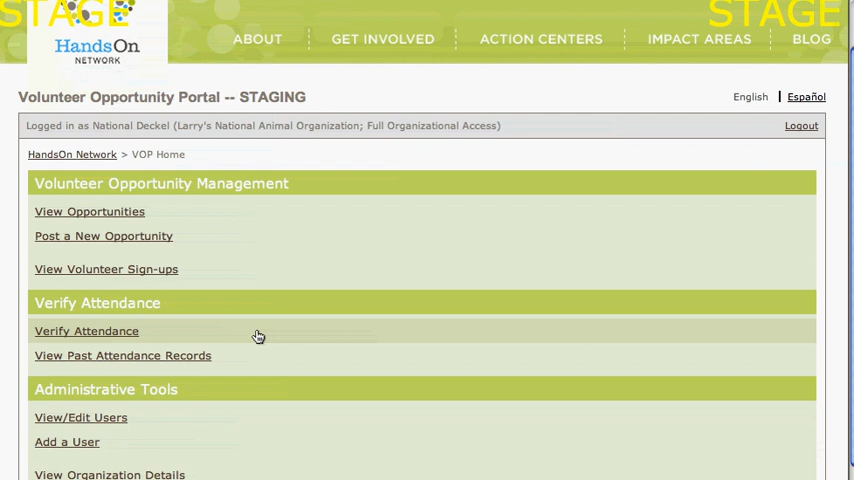 STAGE STAGE
HandsOn
NETWORK
ABOUT GET INVOLVED ACTION CENTERS IMPACT AREAS BLOG
Volunteer Opportunity Portal -- STAGING English | Español
Logged in as National Deckel (Larry's National Animal Organization; Full Organizational Access) Logout
HandsOn Network > VOP Home
Volunteer Opportunity Management
View Opportunities
Post a New Opportunity
View Volunteer Sign-ups
Verify Attendance
Verify Attendance
View Past Attendance Records
Administrative Tools
View/Edit Users
Add a User
View Organization Details